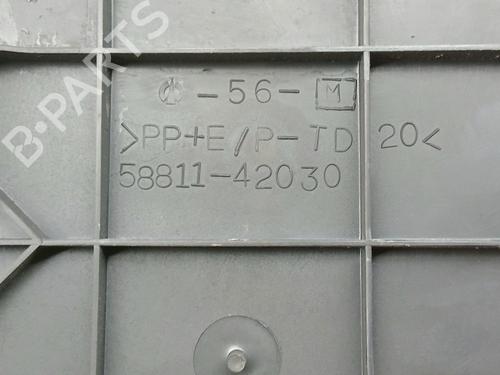 B-PARTS
-56- M
>PP+E/P-TD 20<
58811-42030